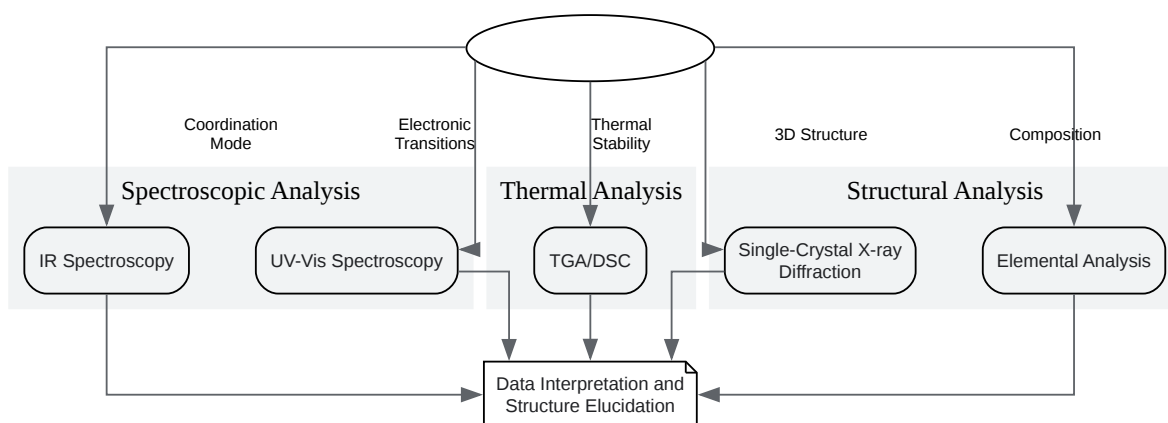 Coordination
Mode
Electronic
Transitions
Thermal
Stability
3D Structure
Composition
Spectroscopic Analysis
Thermal Analysis
Structural Analysis
IR Spectroscopy
UV-Vis Spectroscopy
TGA/DSC
Single-Crystal X-ray
Diffraction
Elemental Analysis
Data Interpretation and
Structure Elucidation